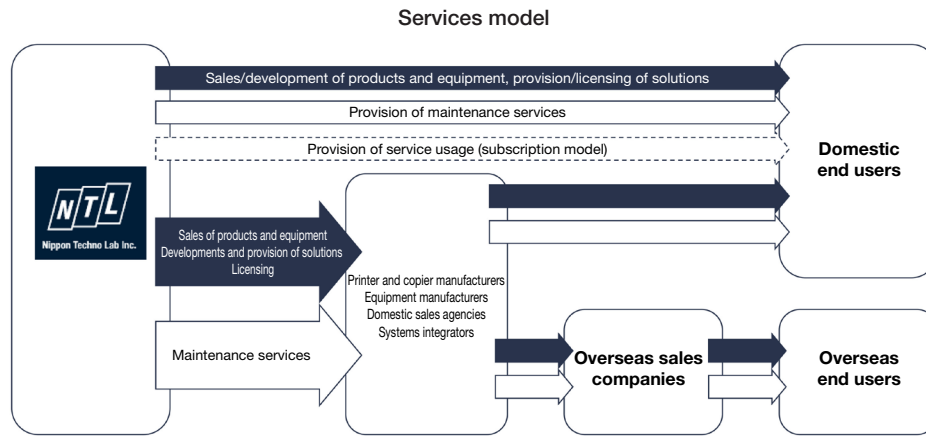 Services model
Sales/development of products and equipment, provision/licensing of solutions
Provision of maintenance services
Provision of service usage (subscription model)
Domestic
end users
NTL
Nippon Techno Lab Inc.
Sales of products and equipment
Developments and provision of solutions
Licensing
Printer and copier manufacturers
Equipment manufacturers
Domestic sales agencies
Systems integrators
Maintenance services
Overseas sales
companies
Overseas
end users